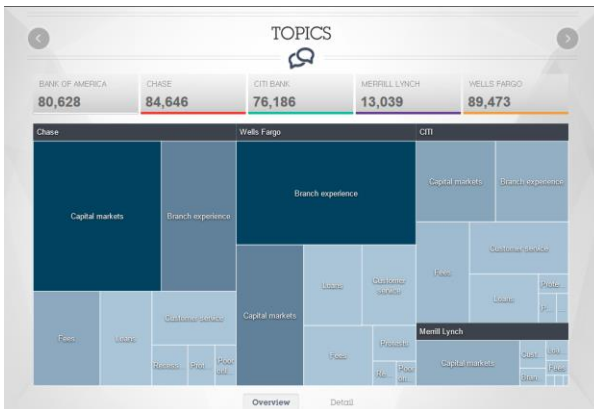 TOPICS
BANK OF AMERICA CHASE CITI BANK MERRILL LYNCH WELLS FARGO
80,628 84,646 76,186 13,039 89,473
Chase Wells Fargo CITI
Capital markets Branch experience Branch experience Capital markets Branch experience
Fees Loans Customer service
Capital markets Loans Customer service
Fees
Fees Customer service
Loans
Merrill Lynch
Capital markets Cust... Fees
Bran...
Overview Detail